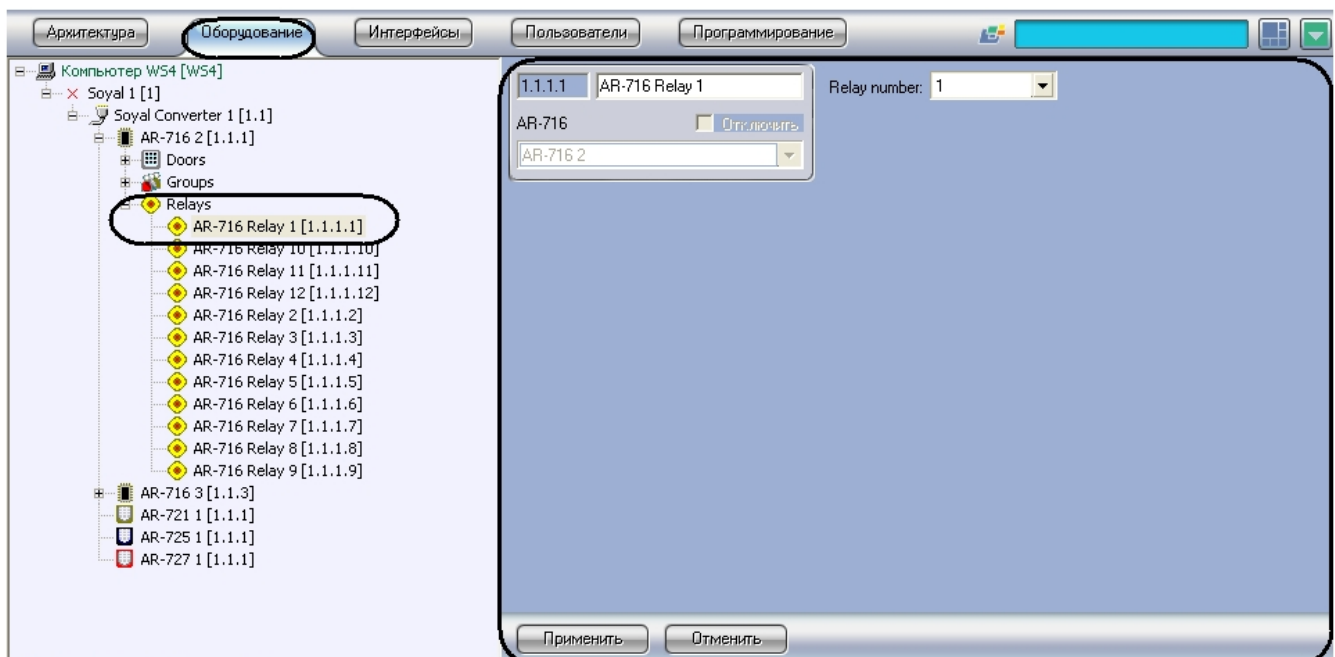 Архитектура Оборудование Интерфейсы Пользователи Программирование
Компьютер WS4 [WS4]
Soyal 1 [1]
Soyal Converter 1 [1.1]
AR-716 2 [1.1.1]
Doors
Groups
Relays
AR-716 Relay 1 [1.1.1.1]
AR-716 Relay 10 [1.1.1.10]
AR-716 Relay 11 [1.1.1.11]
AR-716 Relay 12 [1.1.1.12]
AR-716 Relay 2 [1.1.1.2]
AR-716 Relay 3 [1.1.1.3]
AR-716 Relay 4 [1.1.1.4]
AR-716 Relay 5 [1.1.1.5]
AR-716 Relay 6 [1.1.1.6]
AR-716 Relay 7 [1.1.1.7]
AR-716 Relay 8 [1.1.1.8]
AR-716 Relay 9 [1.1.1.9]
AR-716 3 [1.1.3]
AR-721 1 [1.1.1]
AR-725 1 [1.1.1]
AR-727 1 [1.1.1]
1.1.1.1 AR-716 Relay 1 Relay number: 1
AR-716 Отключить
AR-716 2
Применить Отменить